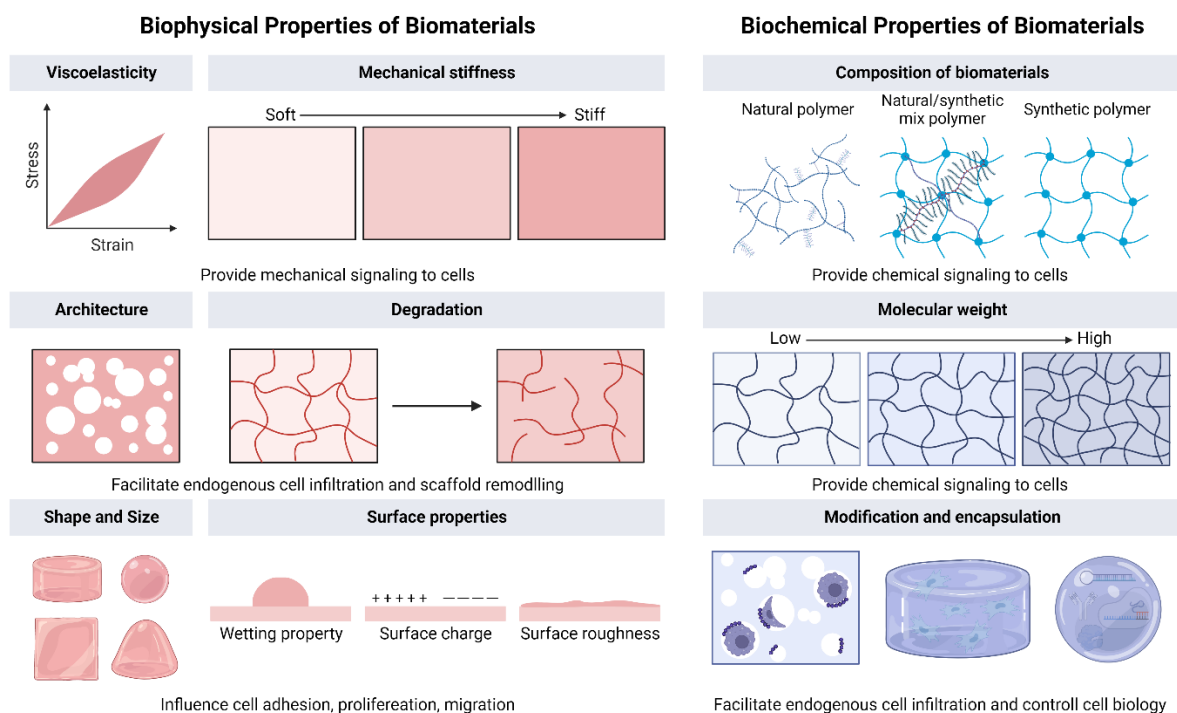 Biophysical Properties of Biomaterials
Viscoelasticity
Mechanical stiffness
Stress
Strain
Soft
Stiff
Provide mechanical signaling to cells
Architecture
Degradation
Facilitate endogenous cell infiltration and scaffold remodlling
Shape and Size
Surface properties
+ + + + +
— — — —
Wetting property
Surface charge
Surface roughness
Influence cell adhesion, prolifereation, migration
Biochemical Properties of Biomaterials
Composition of biomaterials
Natural polymer
Natural/synthetic
mix polymer
Synthetic polymer
Provide chemical signaling to cells
Molecular weight
Low
High
Provide chemical signaling to cells
Modification and encapsulation
Facilitate endogenous cell infiltration and controll cell biology